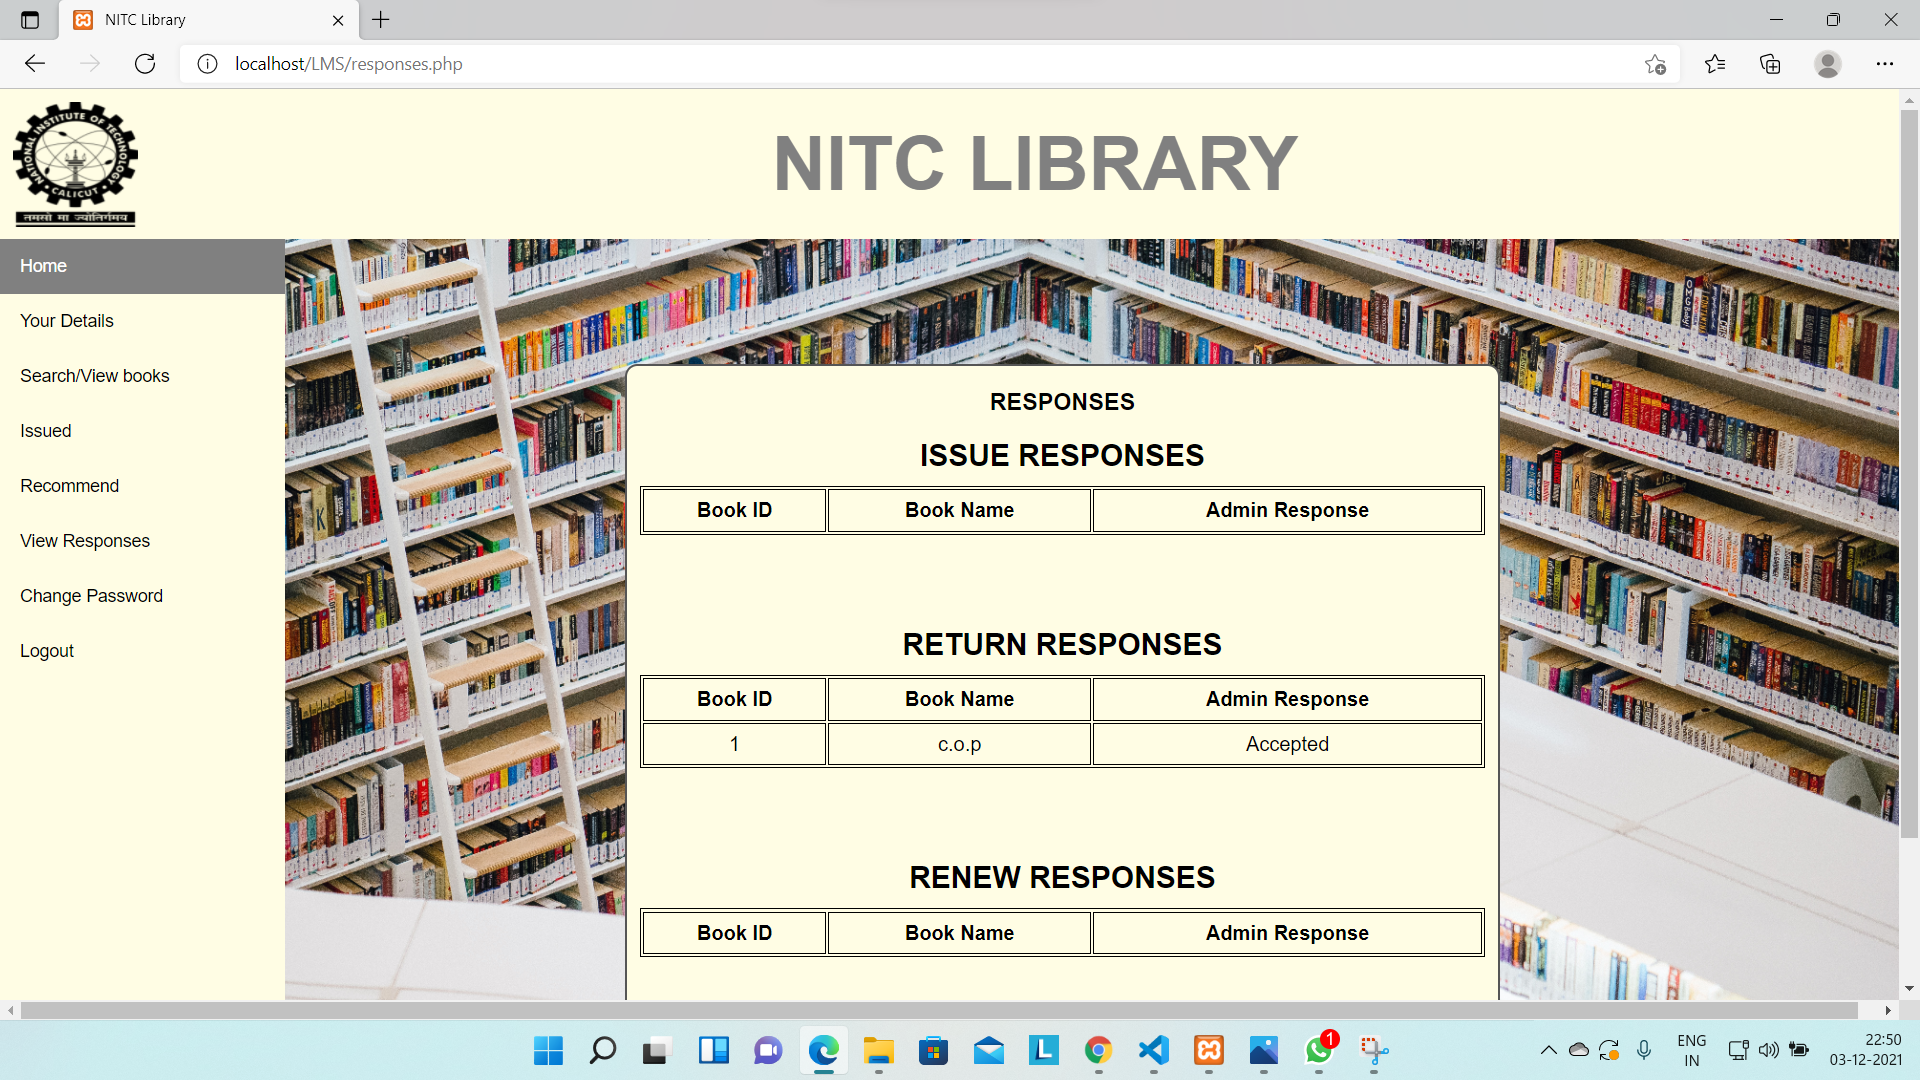 NITC Library
localhost/LMS/responses.php
NATIONAL INSTITUTE OF TECHNOLOGY
CALICUT
नमसो मा ज्योतिर्गमय
NITC LIBRARY
Home
Your Details
Search/View books
Issued
Recommend
View Responses
Change Password
Logout
RESPONSES
ISSUE RESPONSES
Book ID Book Name Admin Response
RETURN RESPONSES
Book ID Book Name Admin Response
1 c.o.p Accepted
RENEW RESPONSES
Book ID Book Name Admin Response
1
ENG
IN
22:50
03-12-2021